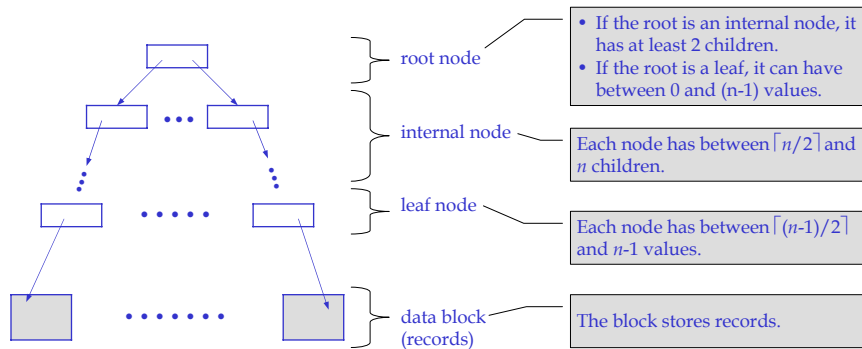 root node
• If the root is an internal node, it
has at least 2 children.
• If the root is a leaf, it can have
between 0 and (n-1) values.
internal node
Each node has between ⌈n/2⌉ and
n children.
leaf node
Each node has between ⌈(n-1)/2⌉
and n-1 values.
data block
(records)
The block stores records.